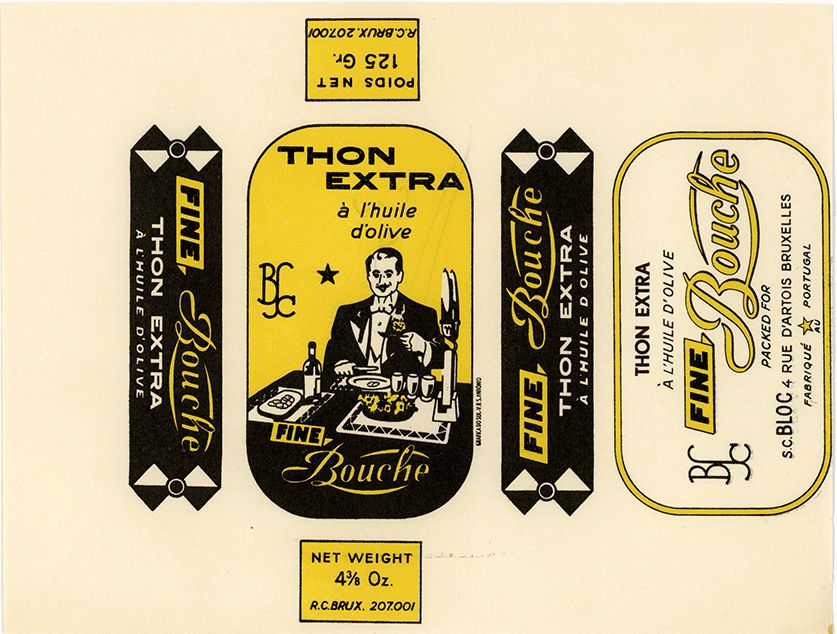 R.C.BRUX.207.001
125 Gr.
POIDS NET
FINE
Bouche
THON EXTRA
À L'HUILE D'OLIVE
THON
EXTRA
à l'huile
d'olive
BC
SC
FINE
Bouche
FINE
Bouche
THON EXTRA
À L'HUILE D'OLIVE
THON EXTRA
À L'HUILE D'OLIVE
FINE
Bouche
PACKED FOR
S.C. BLOC 4 RUE D'ARTOIS BRUXELLES
FABRIQUÉ AU PORTUGAL
BC
SC
NET WEIGHT
4⅜ Oz.
R.C.BRUX. 207.001